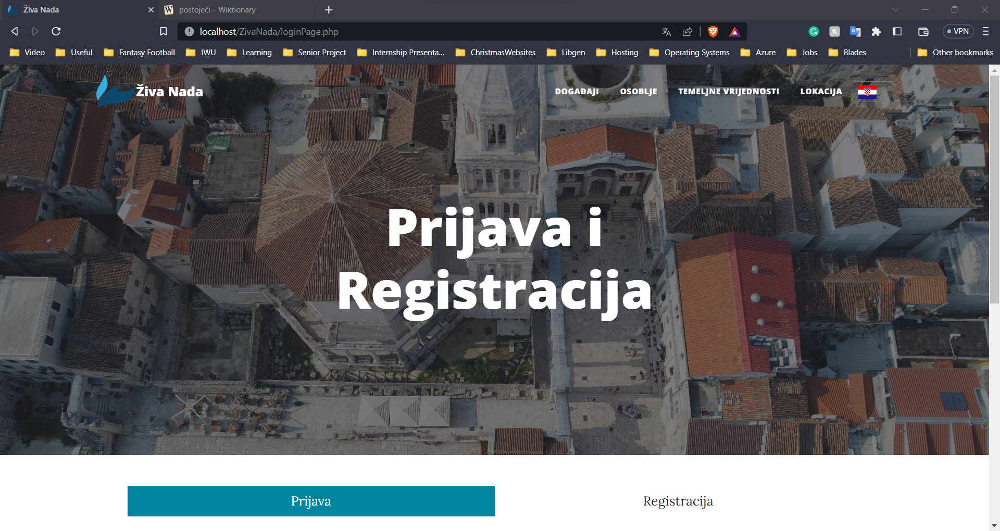 Živa Nada
postojeći – Wiktionary
localhost/ZivaNada/loginPage.php
VPN
Video
Useful
Fantasy Football
IWU
Learning
Senior Project
Internship Presenta...
ChristmasWebsites
Libgen
Hosting
Operating Systems
Azure
Jobs
Blades
Other bookmarks
Živa Nada
DOGAĐAJI
OSOBLJE
TEMELJNE VRIJEDNOSTI
LOKACIJA
Prijava i
Registracija
Prijava
Registracija